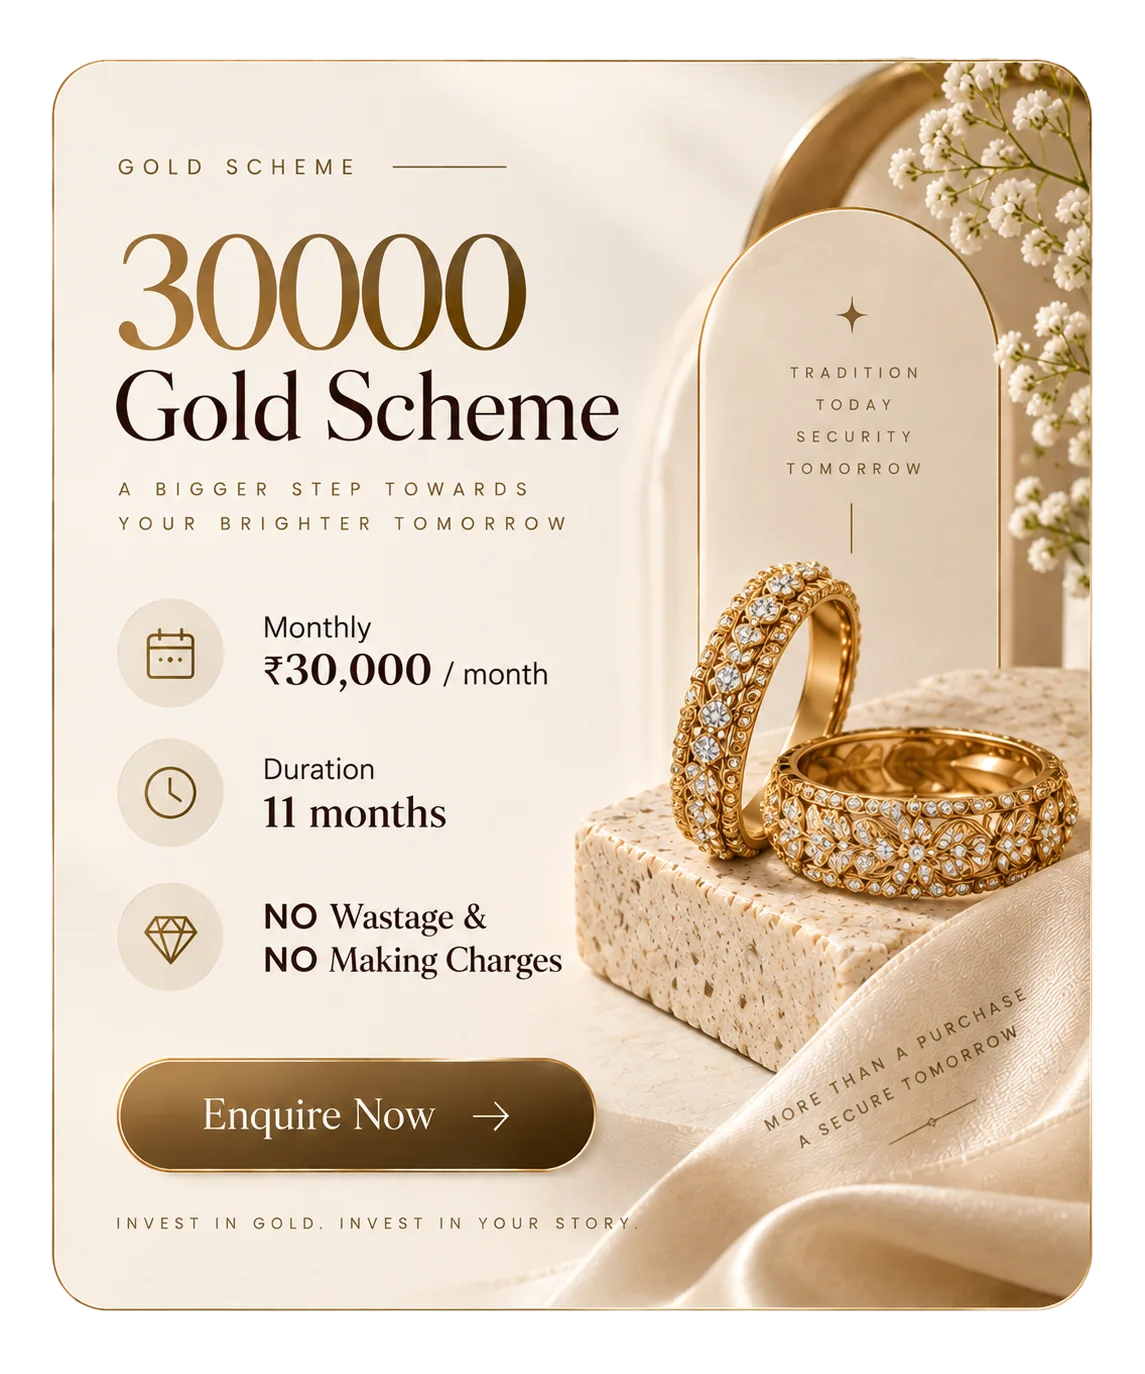 GOLD SCHEME
30000
Gold Scheme
A BIGGER STEP TOWARDS
YOUR BRIGHTER TOMORROW
Monthly
₹30,000 / month
Duration
11 months
NO Wastage &
NO Making Charges
Enquire Now →
INVEST IN GOLD. INVEST IN YOUR STORY.
TRADITION
TODAY
SECURITY
TOMORROW
MORE THAN A PURCHASE
A SECURE TOMORROW